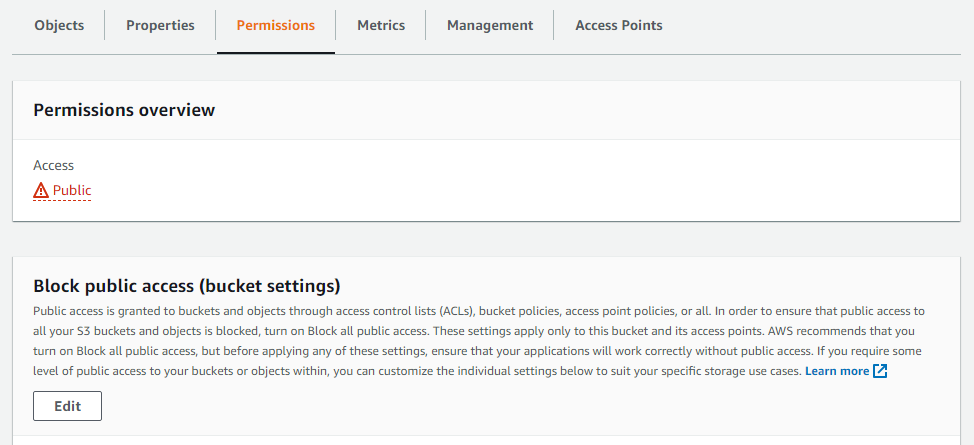 Objects Properties Permissions Metrics Management Access Points
Permissions overview
Access
Public
Block public access (bucket settings)
Public access is granted to buckets and objects through access control lists (ACLs), bucket policies, access point policies, or all. In order to ensure that public access to
all your S3 buckets and objects is blocked, turn on Block all public access. These settings apply only to this bucket and its access points. AWS recommends that you
turn on Block all public access, but before applying any of these settings, ensure that your applications will work correctly without public access. If you require some
level of public access to your buckets or objects within, you can customize the individual settings below to suit your specific storage use cases. Learn more
Edit